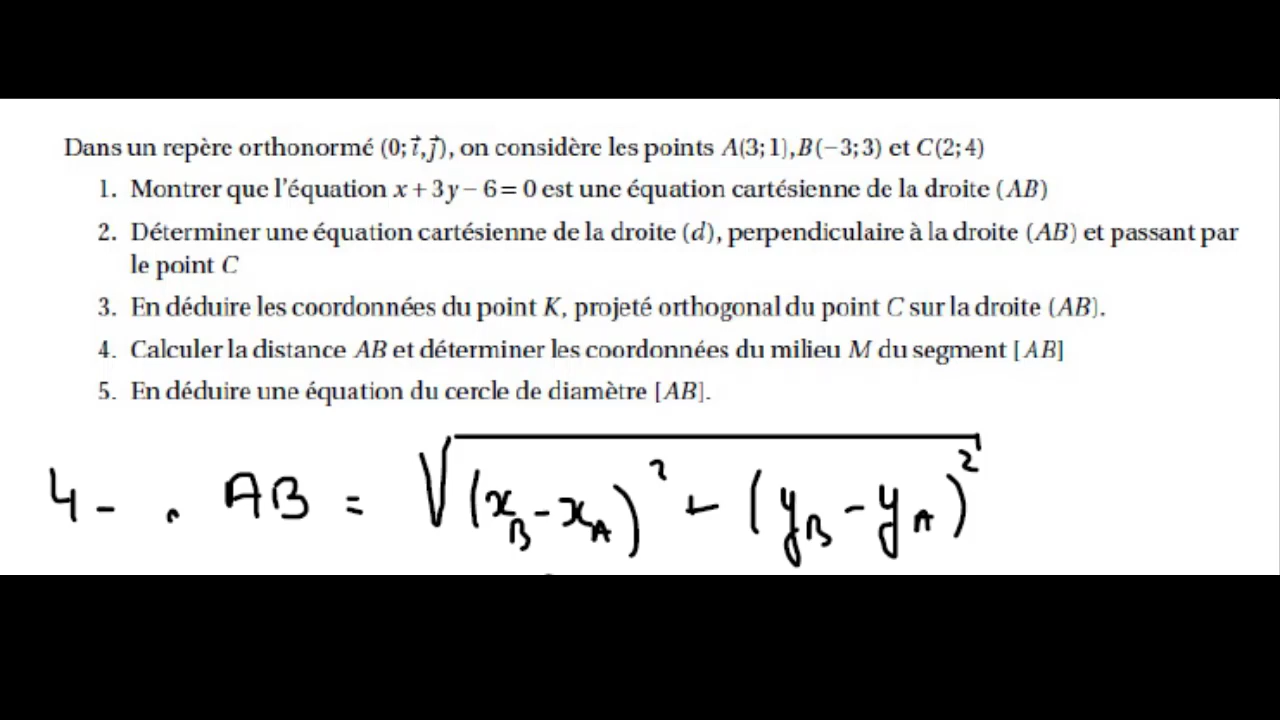 Dans un repère orthonormé (0; i⃗, j⃗), on considère les points A(3;1),B(−3;3) et C(2;4)
1. Montrer que l'équation x + 3y − 6 = 0 est une équation cartésienne de la droite (AB)
2. Déterminer une équation cartésienne de la droite (d), perpendiculaire à la droite (AB) et passant par
le point C
3. En déduire les coordonnées du point K, projeté orthogonal du point C sur la droite (AB).
4. Calculer la distance AB et déterminer les coordonnées du milieu M du segment [AB]
5. En déduire une équation du cercle de diamètre [AB].
4 - . AB = √((x_B - x_A)² + (y_B - y_A)²)